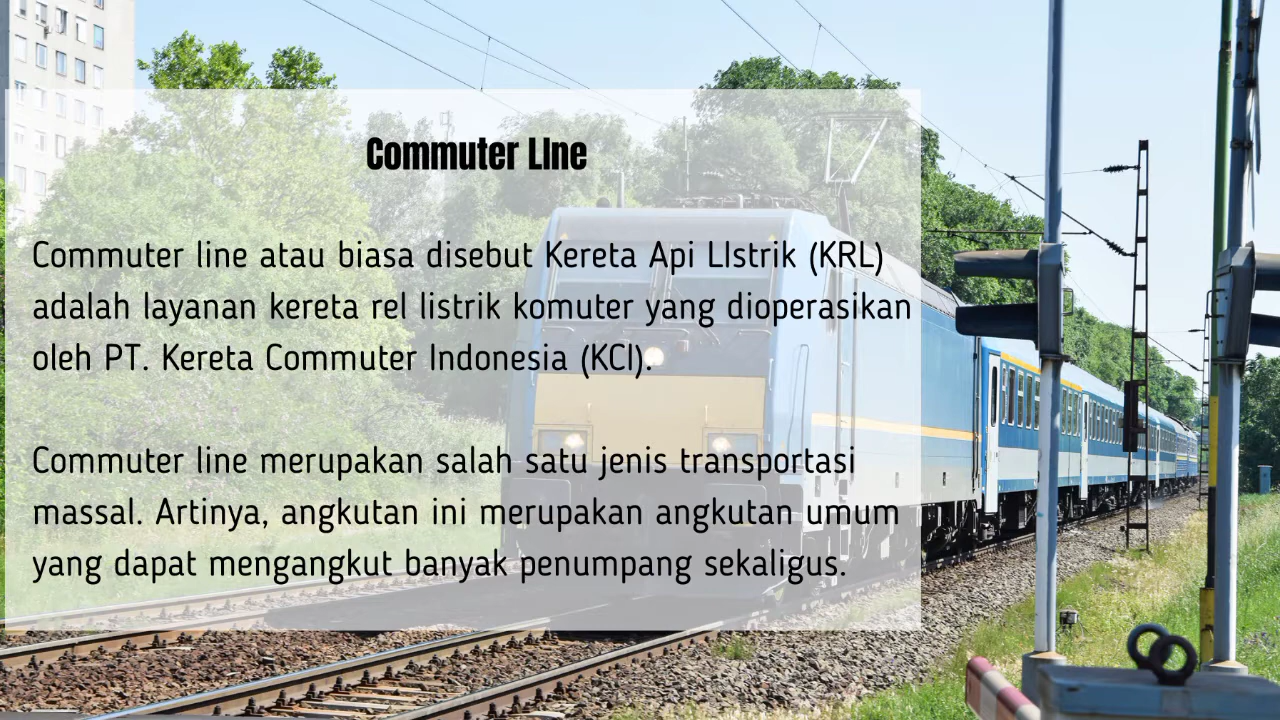 Commuter LIne
Commuter line atau biasa disebut Kereta Api LIstrik (KRL)
adalah layanan kereta rel listrik komuter yang dioperasikan
oleh PT. Kereta Commuter Indonesia (KCI).
Commuter line merupakan salah satu jenis transportasi
massal. Artinya, angkutan ini merupakan angkutan umum
yang dapat mengangkut banyak penumpang sekaligus.